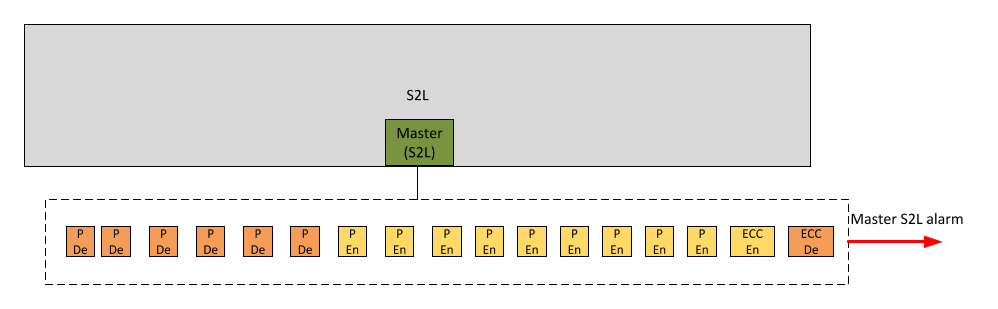 S2L
Master
(S2L)
Master S2L alarm
P P P P P P P P P P P P P P P ECC ECC
De De De De De De En En En En En En En En En En De